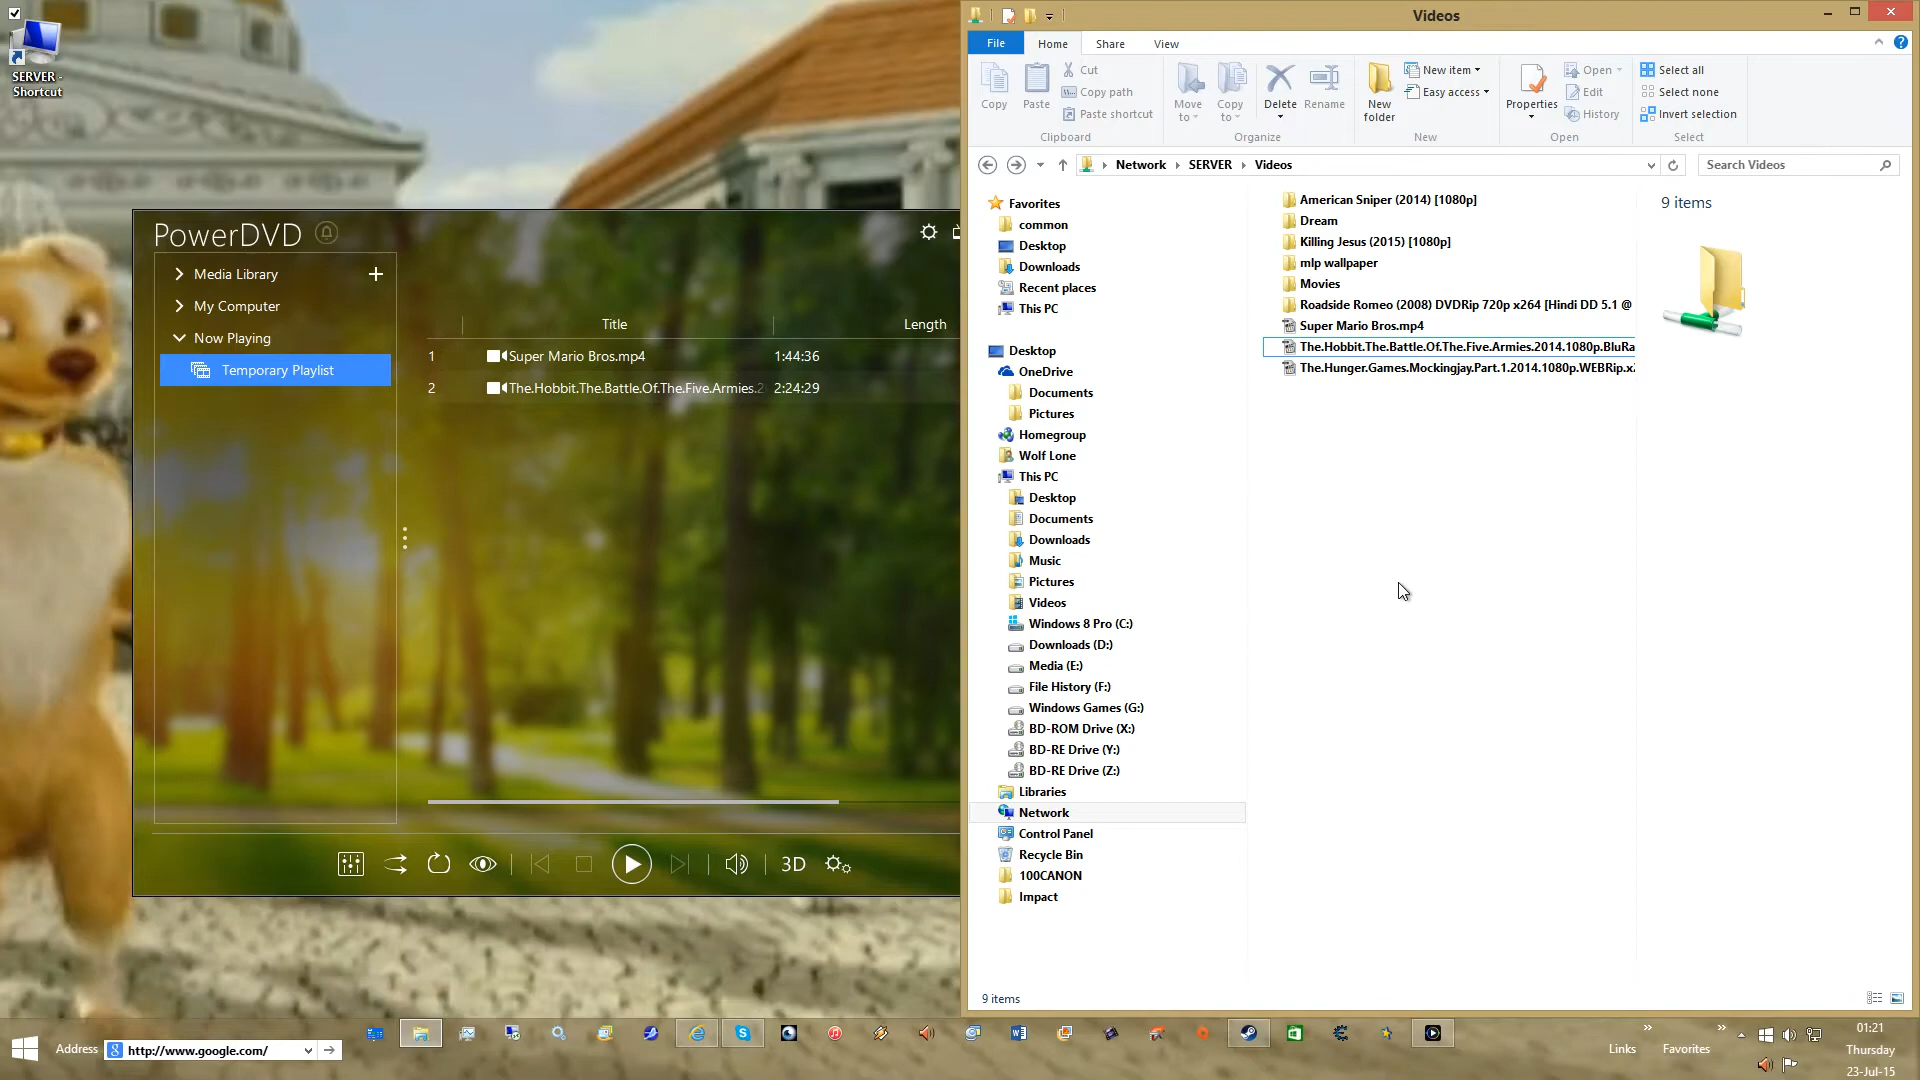 SERVER -
Shortcut
PowerDVD
Media Library
My Computer
Now Playing
Temporary Playlist
Title
Length
1
Super Mario Bros.mp4
1:44:36
2
The.Hobbit.The.Battle.Of.The.Five.Armies.2
2:24:29
3D
Videos
File
Home
Share
View
Copy
Paste
Cut
Copy path
Paste shortcut
Clipboard
Move
to
Copy
to
Delete
Rename
Organize
New
folder
New item
Easy access
New
Properties
Open
Edit
History
Open
Select all
Select none
Invert selection
Select
Network
SERVER
Videos
Search Videos
Favorites
common
Desktop
Downloads
Recent places
This PC
Desktop
OneDrive
Documents
Pictures
Homegroup
Wolf Lone
This PC
Desktop
Documents
Downloads
Music
Pictures
Videos
Windows 8 Pro (C:)
Downloads (D:)
Media (E:)
File History (F:)
Windows Games (G:)
BD-ROM Drive (X:)
BD-RE Drive (Y:)
BD-RE Drive (Z:)
Libraries
Network
Control Panel
Recycle Bin
100CANON
Impact
American Sniper (2014) [1080p]
Dream
Killing Jesus (2015) [1080p]
mlp wallpaper
Movies
Roadside Romeo (2008) DVDRip 720p x264 [Hindi DD 5.1 @
Super Mario Bros.mp4
The.Hobbit.The.Battle.Of.The.Five.Armies.2014.1080p.BluRa
The.Hunger.Games.Mockingjay.Part.1.2014.1080p.WEBRip.x2
9 items
9 items
Address
http://www.google.com/
Links
Favorites
01:21
Thursday
23-Jul-15